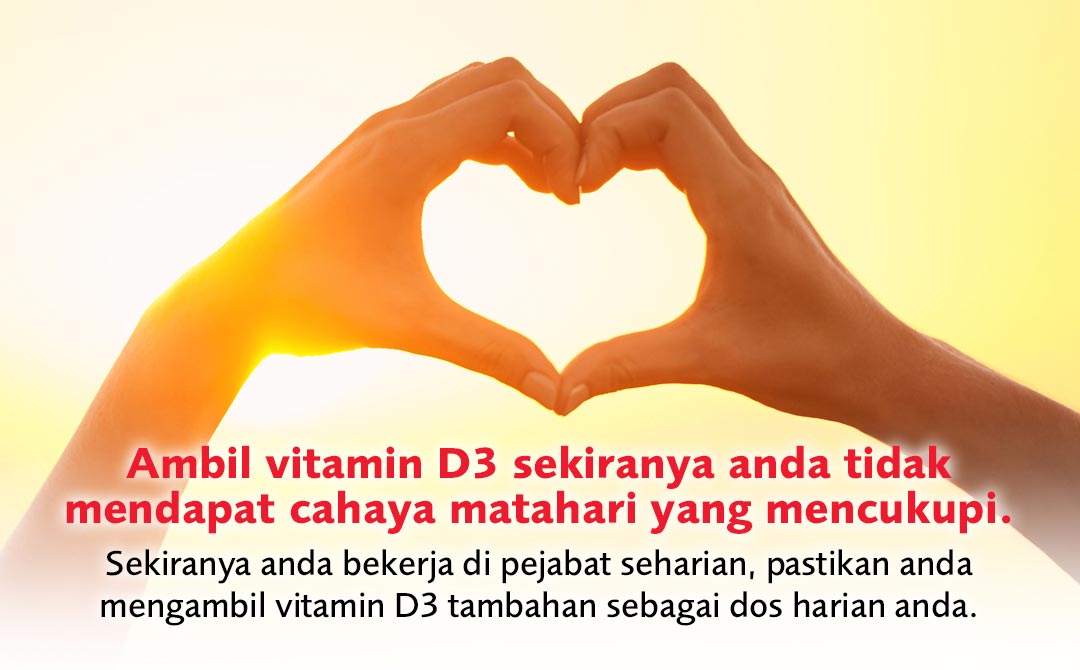 Ambil vitamin D3 sekiranya anda tidak
mendapat cahaya matahari yang mencukupi.
Sekiranya anda bekerja di pejabat seharian, pastikan anda
mengambil vitamin D3 tambahan sebagai dos harian anda.